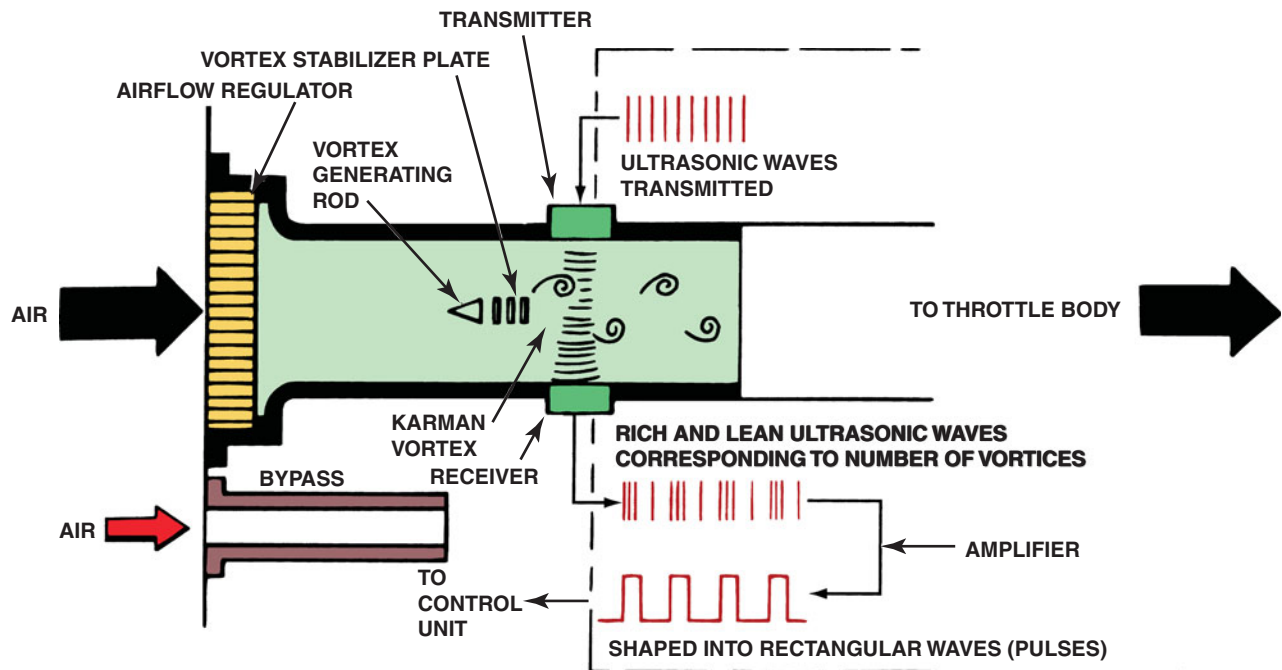 TRANSMITTER
VORTEX STABILIZER PLATE
AIRFLOW REGULATOR
VORTEX
GENERATING
ROD
ULTRASONIC WAVES
TRANSMITTED
AIR
TO THROTTLE BODY
KARMAN
VORTEX
RECEIVER
RICH AND LEAN ULTRASONIC WAVES
CORRESPONDING TO NUMBER OF VORTICES
BYPASS
AIR
AMPLIFIER
TO
CONTROL
UNIT
SHAPED INTO RECTANGULAR WAVES (PULSES)